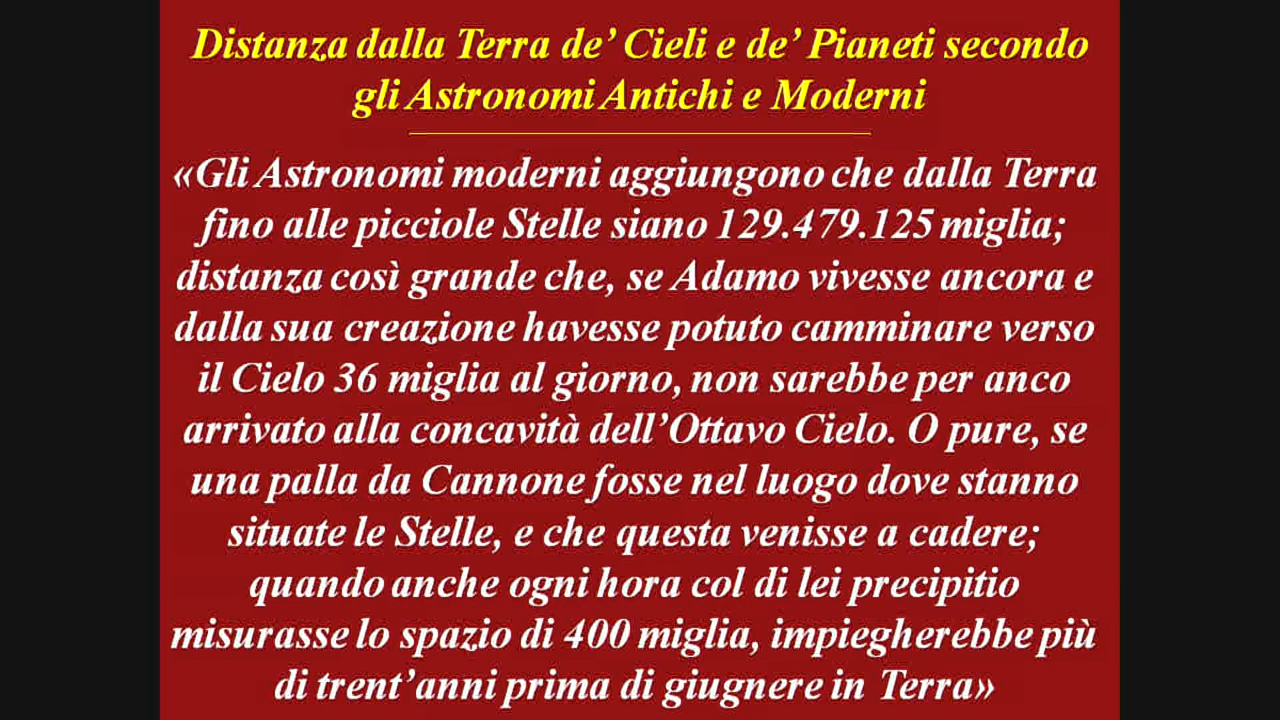 Distanza dalla Terra de' Cieli e de' Pianeti secondo
gli Astronomi Antichi e Moderni
«Gli Astronomi moderni aggiungono che dalla Terra
fino alle picciole Stelle siano 129.479.125 miglia;
distanza così grande che, se Adamo vivesse ancora e
dalla sua creazione havesse potuto camminare verso
il Cielo 36 miglia al giorno, non sarebbe per anco
arrivato alla concavità dell'Ottavo Cielo. O pure, se
una palla da Cannone fosse nel luogo dove stanno
situate le Stelle, e che questa venisse a cadere;
quando anche ogni hora col di lei precipitio
misurasse lo spazio di 400 miglia, impiegherebbe più
di trent'anni prima di giugnere in Terra»